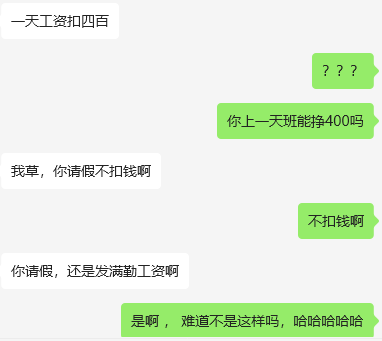 一天工资扣四百
？？？
你上一天班能挣400吗
我草，你请假不扣钱啊
不扣钱啊
你请假，还是发满勤工资啊
是啊 ， 难道不是这样吗，哈哈哈哈哈